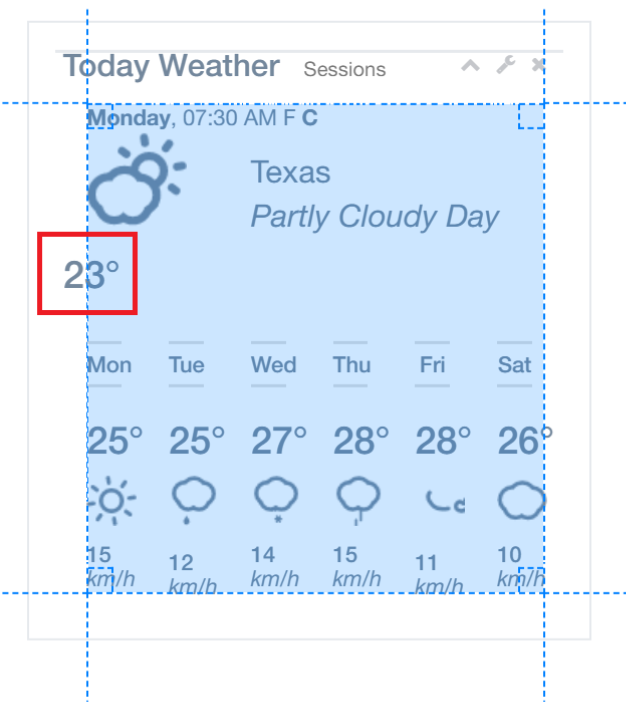 Today Weather Sessions
Monday, 07:30 AM F C
Texas
Partly Cloudy Day
23°
Mon Tue Wed Thu Fri Sat
25° 25° 27° 28° 28° 26°
15 12 14 15 11 10
km/h km/h km/h km/h km/h km/h